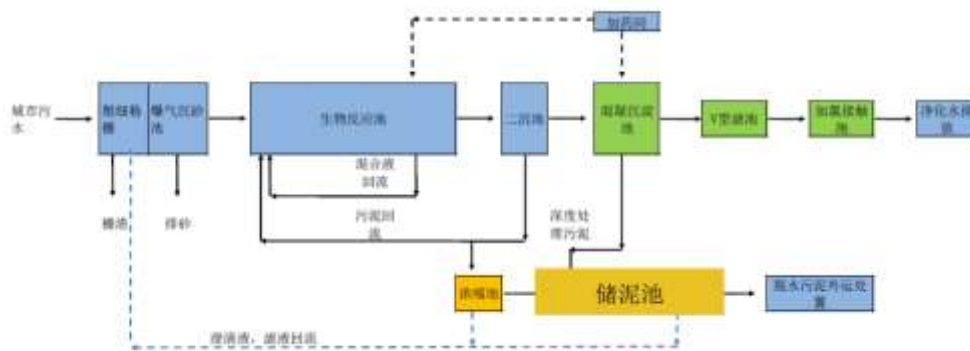 加药间
城市污
水
粗细格
栅
曝气沉砂
池
生物反应池
二沉池
混凝沉淀
池
V型滤池
加氯接触
池
净化水排
放
混合液
回流
栅渣
排砂
污泥回
流
深度处
理污泥
浓缩池
储泥池
脱水污泥外运处
置
澄清液，滤液回流